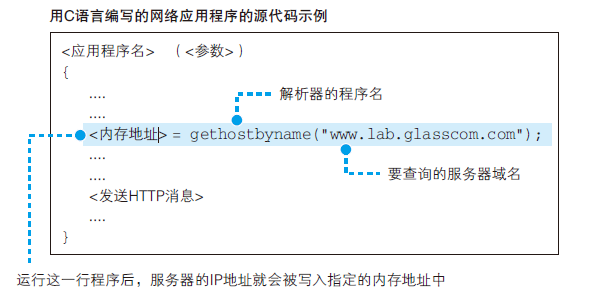 用C语言编写的网络应用程序的源代码示例
<应用程序名> （<参数>）
{
....
解析器的程序名
....
<内存地址> = gethostbyname("www.lab.glasscom.com");
....
....
要查询的服务器域名
<发送HTTP消息>
....
}
运行这一行程序后，服务器的IP地址就会被写入指定的内存地址中